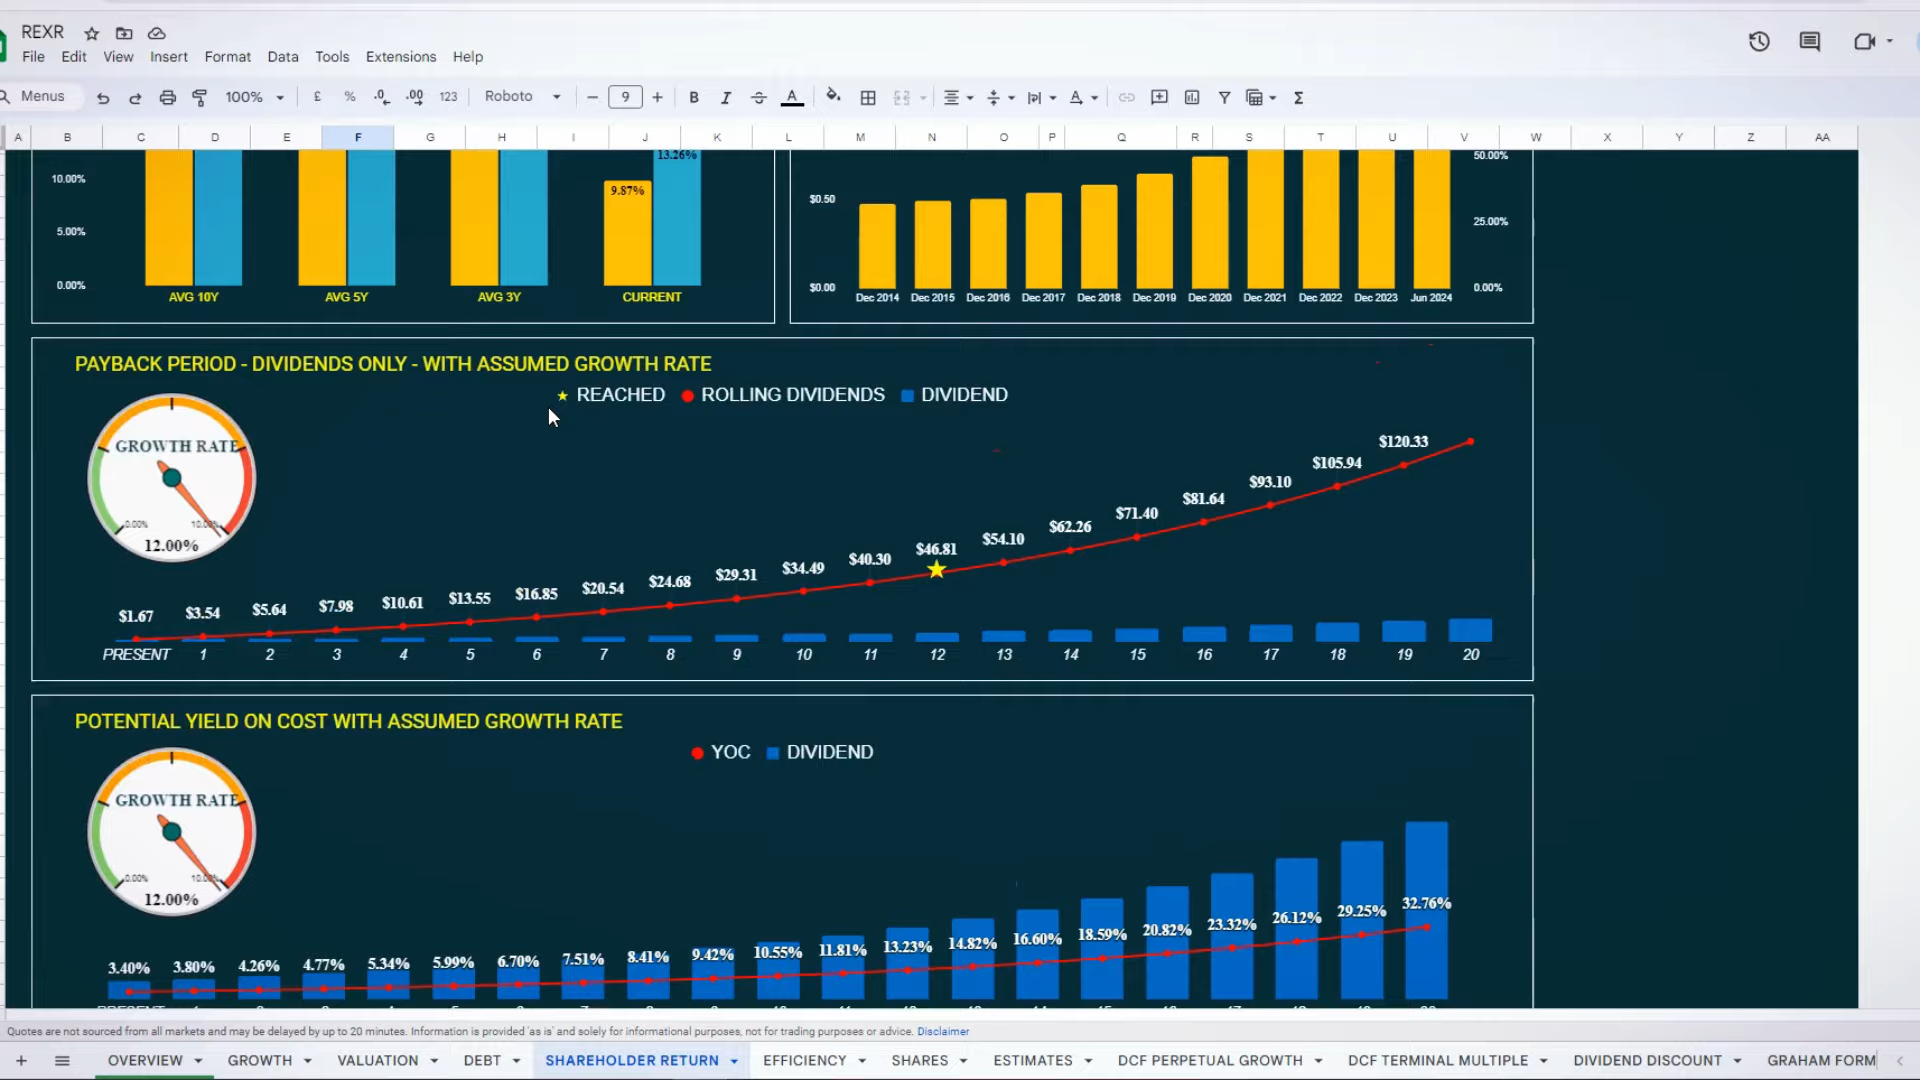 REXR
File Edit View Insert Format Data Tools Extensions Help
Menus 100% £ % .0 .00 123 Roboto 9 B I A Σ
A B C D E F G H I J K L M N O P Q R S T U V W X Y Z AA
10.00%
5.00%
0.00%
9.87%
13.26%
AVG 10Y AVG 5Y AVG 3Y CURRENT
$0.50
$0.00
50.00%
25.00%
0.00%
Dec 2014 Dec 2015 Dec 2016 Dec 2017 Dec 2018 Dec 2019 Dec 2020 Dec 2021 Dec 2022 Dec 2023 Jun 2024
PAYBACK PERIOD - DIVIDENDS ONLY - WITH ASSUMED GROWTH RATE
REACHED ROLLING DIVIDENDS DIVIDEND
GROWTH RATE
0.00% 10.00%
12.00%
$1.67 $3.54 $5.64 $7.98 $10.61 $13.55 $16.85 $20.54 $24.68 $29.31 $34.49 $40.30 $46.81 $54.10 $62.26 $71.40 $81.64 $93.10 $105.94 $120.33
PRESENT 1 2 3 4 5 6 7 8 9 10 11 12 13 14 15 16 17 18 19 20
POTENTIAL YIELD ON COST WITH ASSUMED GROWTH RATE
YOC DIVIDEND
GROWTH RATE
0.00% 10.00%
12.00%
3.40% 3.80% 4.26% 4.77% 5.34% 5.99% 6.70% 7.51% 8.41% 9.42% 10.55% 11.81% 13.23% 14.82% 16.60% 18.59% 20.82% 23.32% 26.12% 29.25% 32.76%
Quotes are not sourced from all markets and may be delayed by up to 20 minutes. Information is provided 'as is' and solely for informational purposes, not for trading purposes or advice. Disclaimer
OVERVIEW GROWTH VALUATION DEBT SHAREHOLDER RETURN EFFICIENCY SHARES ESTIMATES DCF PERPETUAL GROWTH DCF TERMINAL MULTIPLE DIVIDEND DISCOUNT GRAHAM FORM